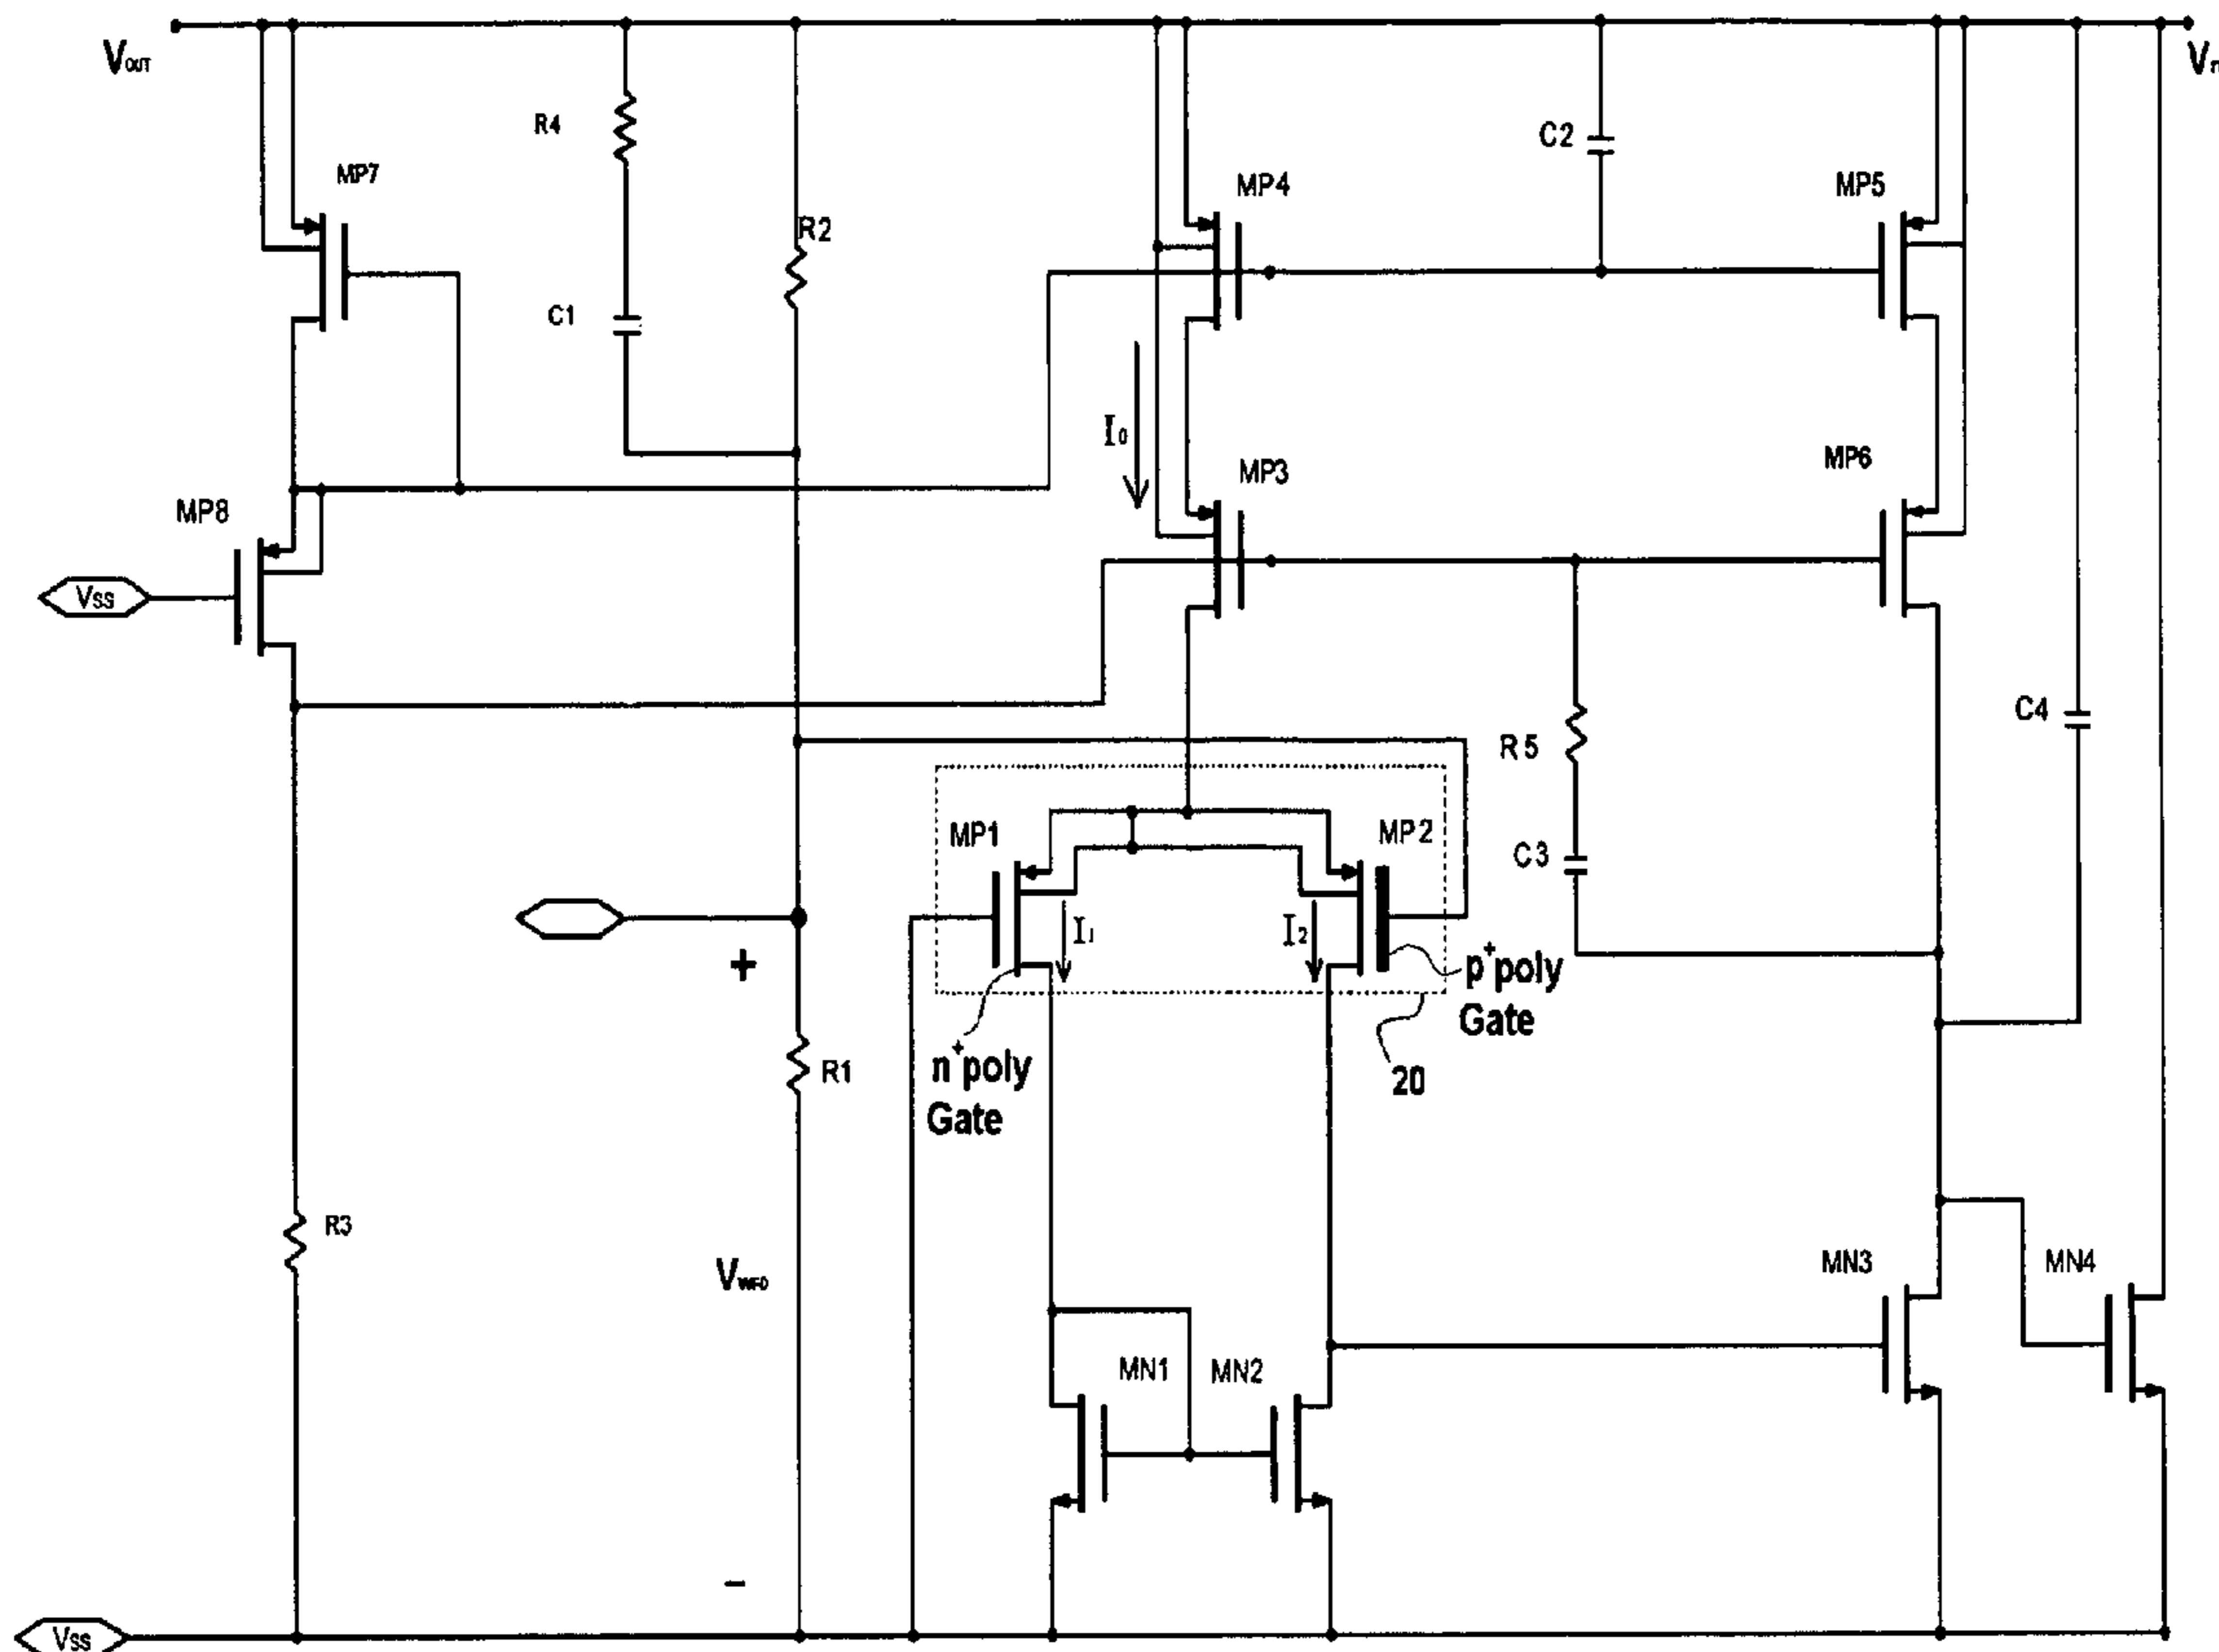 VOUT
R4
MP7
R2
C1
MP4
C2
MP5
I0
MP3
MP6
MP8
Vss
C4
R5
MP1
MP2
C3
I1
I2
p+poly
Gate
20
+
n+poly
Gate
R1
R3
MN3
MN4
MN1
MN2
−
Vss